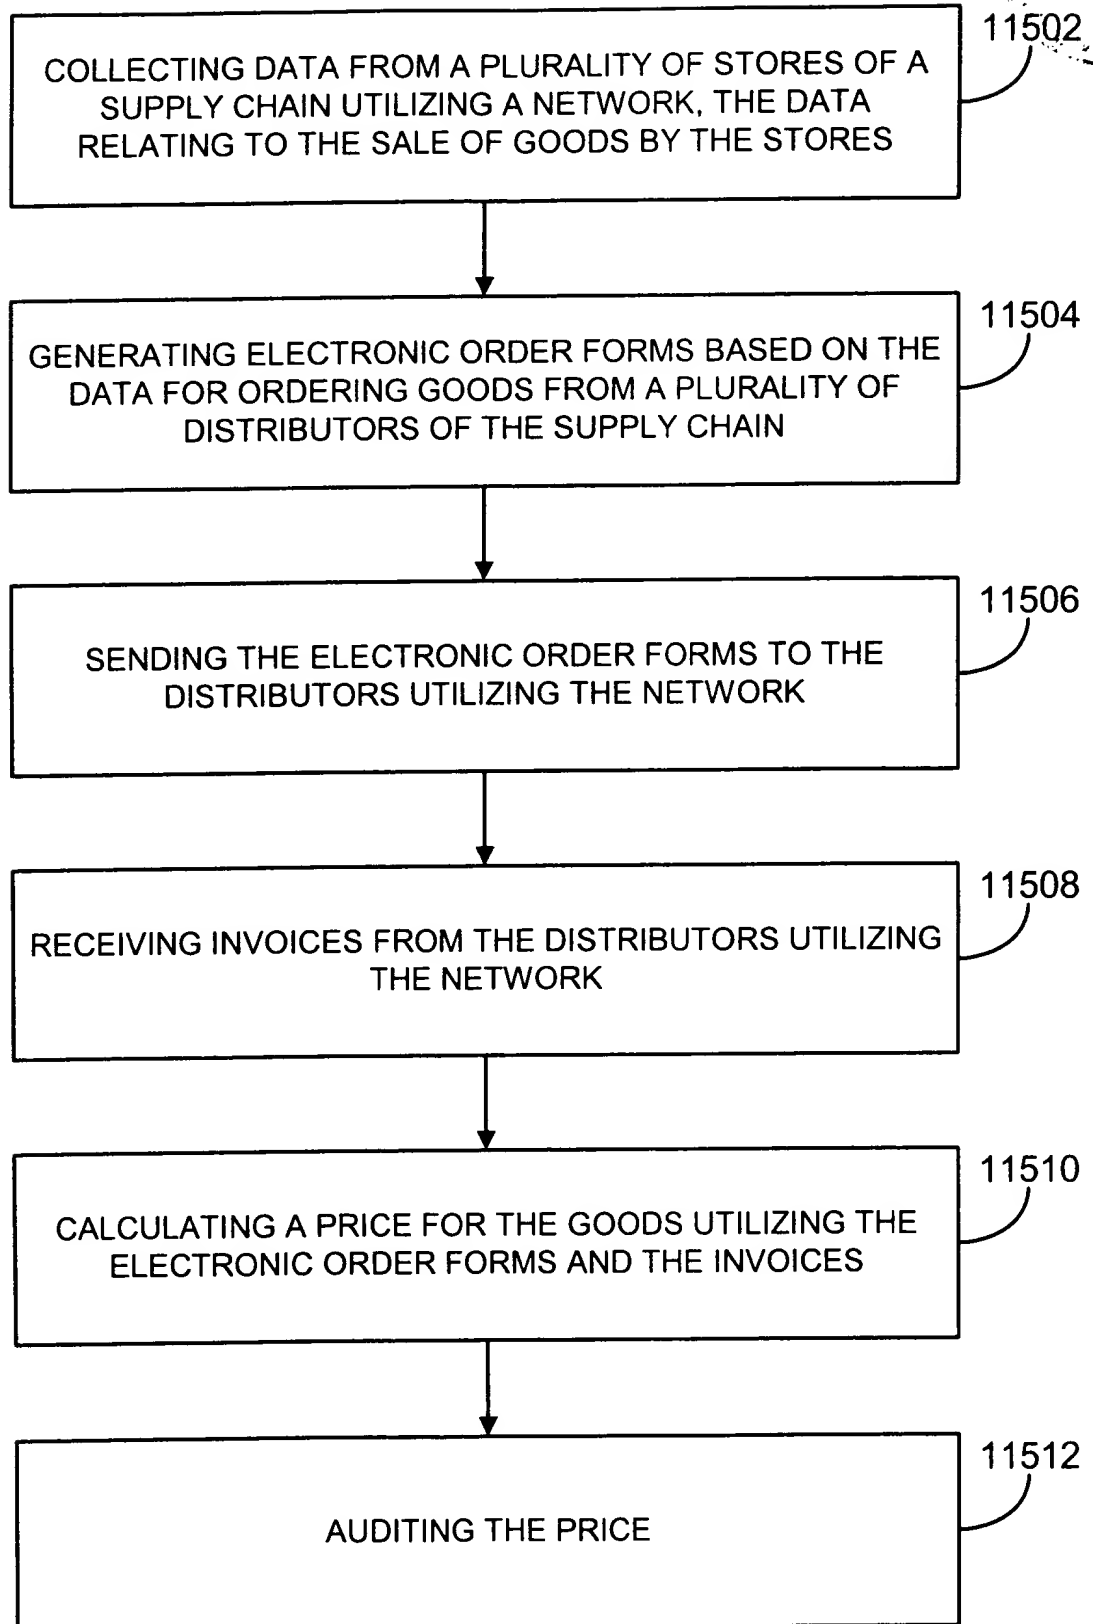 11502
COLLECTING DATA FROM A PLURALITY OF STORES OF A
SUPPLY CHAIN UTILIZING A NETWORK, THE DATA
RELATING TO THE SALE OF GOODS BY THE STORES
11504
GENERATING ELECTRONIC ORDER FORMS BASED ON THE
DATA FOR ORDERING GOODS FROM A PLURALITY OF
DISTRIBUTORS OF THE SUPPLY CHAIN
11506
SENDING THE ELECTRONIC ORDER FORMS TO THE
DISTRIBUTORS UTILIZING THE NETWORK
11508
RECEIVING INVOICES FROM THE DISTRIBUTORS UTILIZING
THE NETWORK
11510
CALCULATING A PRICE FOR THE GOODS UTILIZING THE
ELECTRONIC ORDER FORMS AND THE INVOICES
11512
AUDITING THE PRICE